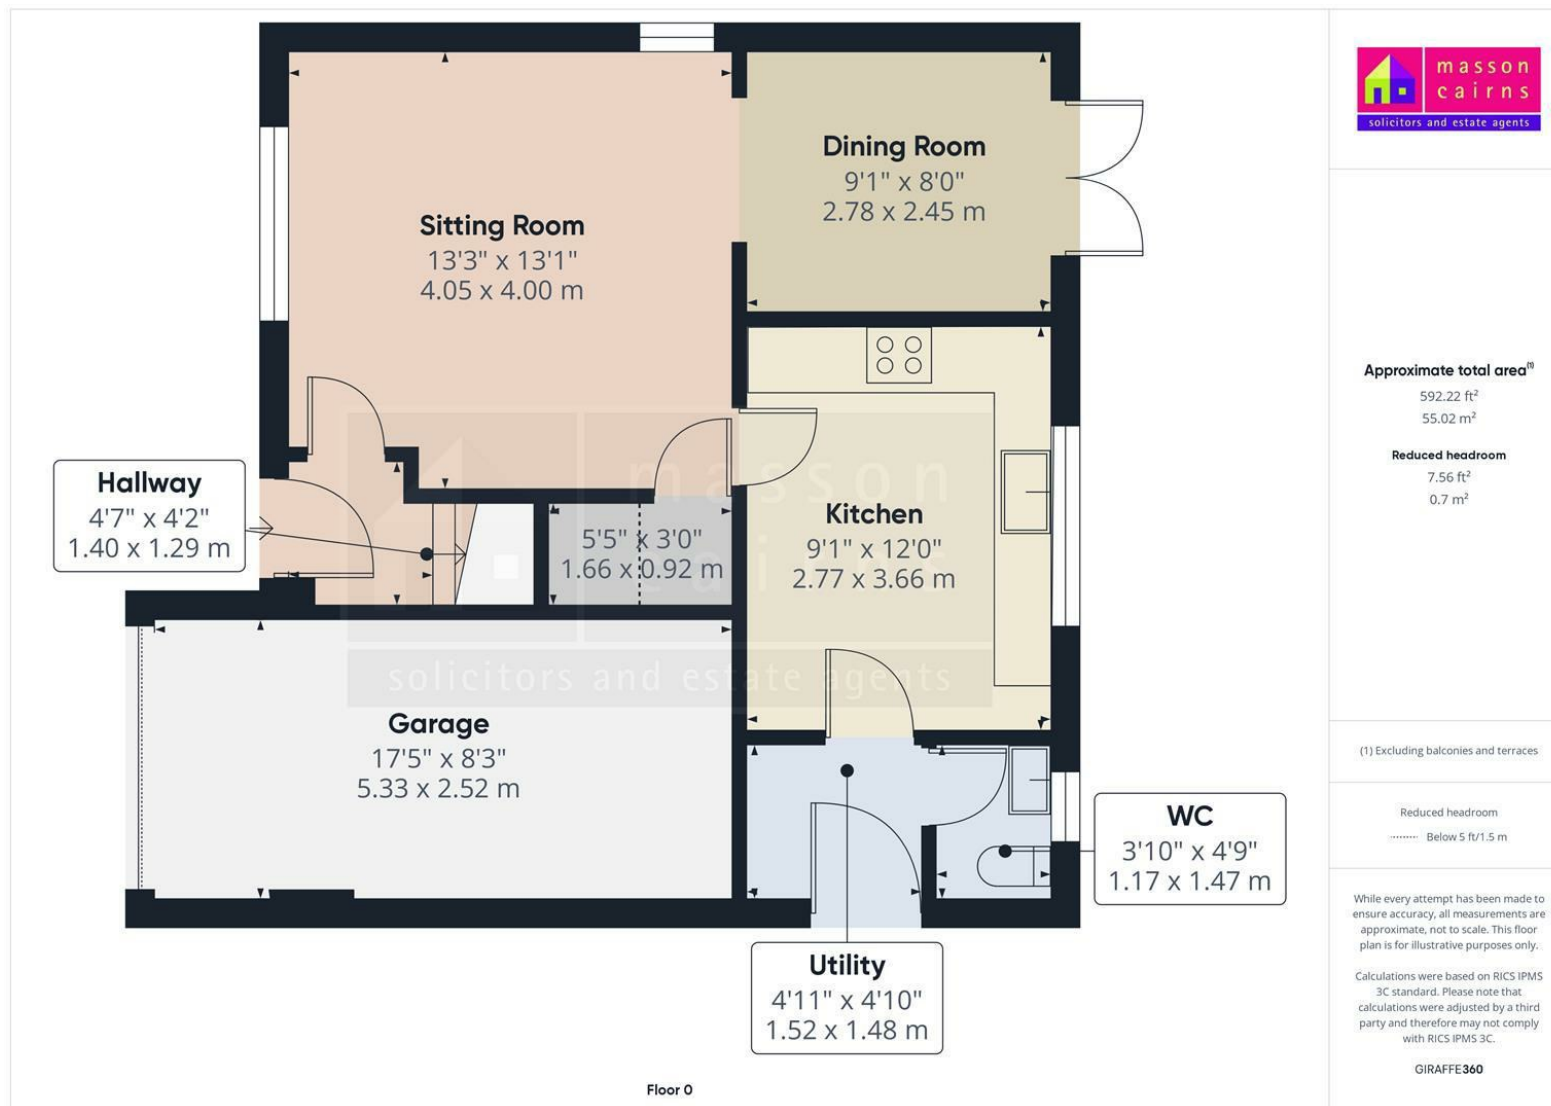 Sitting Room
13'3" x 13'1"
4.05 x 4.00 m
Dining Room
9'1" x 8'0"
2.78 x 2.45 m
Hallway
4'7" x 4'2"
1.40 x 1.29 m
5'5" x 3'0"
1.66 x 0.92 m
Kitchen
9'1" x 12'0"
2.77 x 3.66 m
masson
cairns
solicitors and estate agents
Garage
17'5" x 8'3"
5.33 x 2.52 m
WC
3'10" x 4'9"
1.17 x 1.47 m
Utility
4'11" x 4'10"
1.52 x 1.48 m
Floor 0
masson
cairns
solicitors and estate agents
Approximate total area(1)
592.22 ft²
55.02 m²
Reduced headroom
7.56 ft²
0.7 m²
(1) Excluding balconies and terraces
Reduced headroom
Below 5 ft/1.5 m
While every attempt has been made to
ensure accuracy, all measurements are
approximate, not to scale. This floor
plan is for illustrative purposes only.
Calculations were based on RICS IPMS
3C standard. Please note that
calculations were adjusted by a third
party and therefore may not comply
with RICS IPMS 3C.
GIRAFFE360